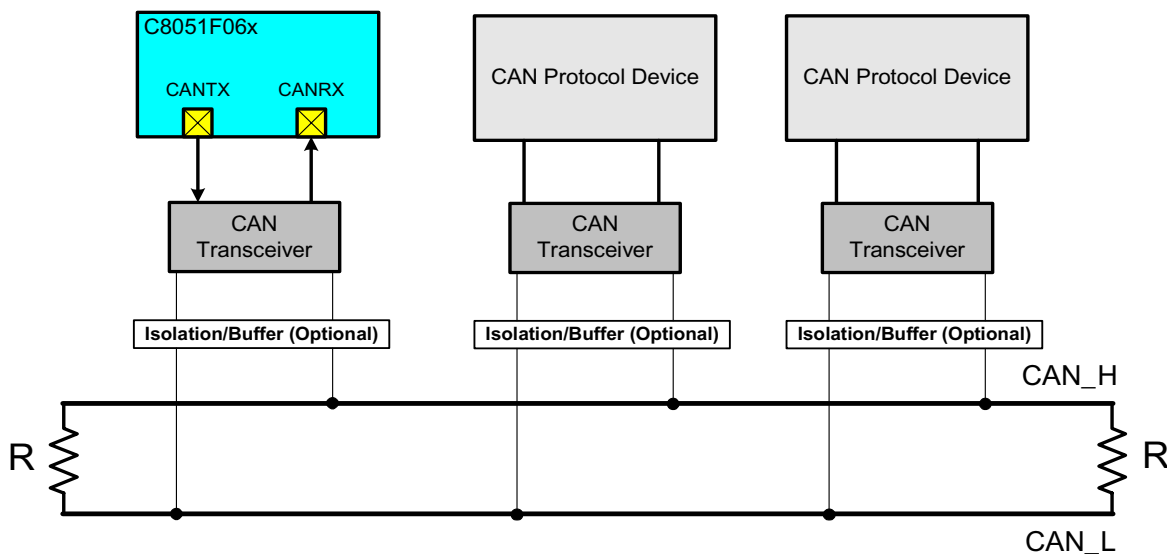 C8051F06x
CANTX
CANRX
CAN Protocol Device
CAN Protocol Device
CAN
Transceiver
CAN
Transceiver
CAN
Transceiver
Isolation/Buffer (Optional)
Isolation/Buffer (Optional)
Isolation/Buffer (Optional)
CAN_H
R
R
CAN_L